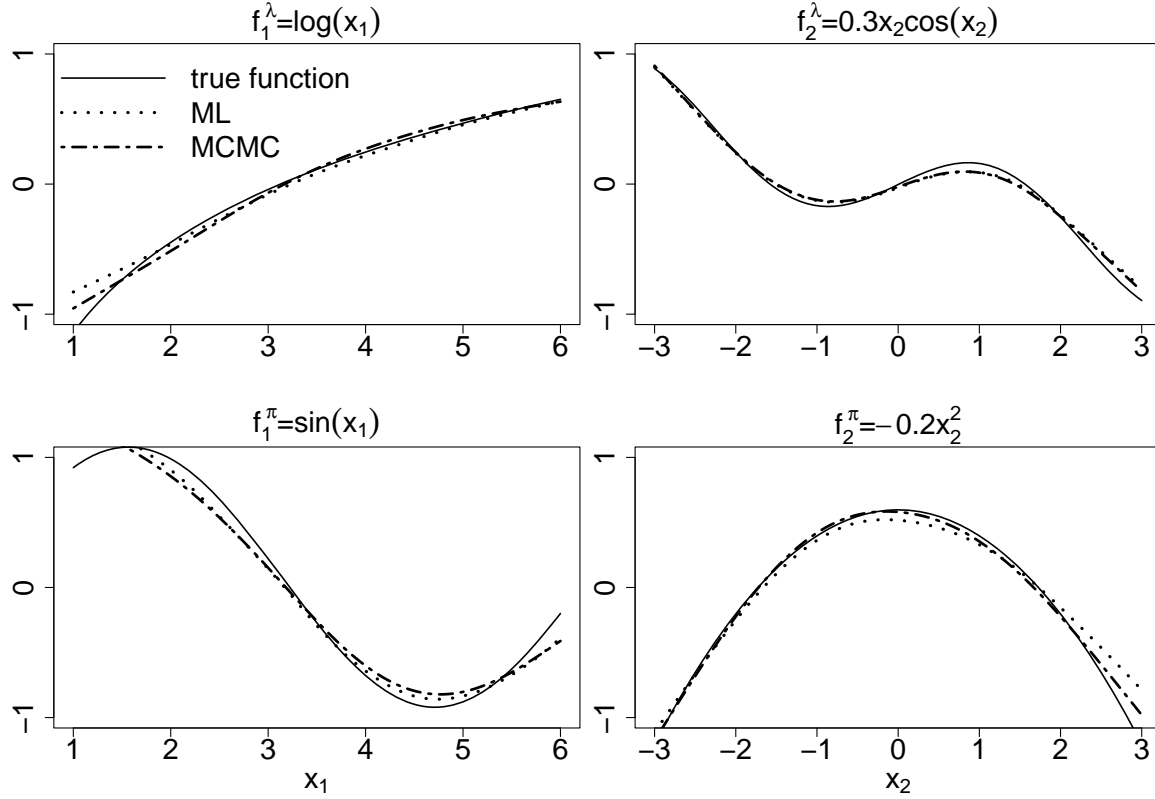 f₁^λ=log(x₁)
f₂^λ=0.3x₂cos(x₂)
1
0
−1
true function
ML
MCMC
1 2 3 4 5 6
1
0
−1
−3 −2 −1 0 1 2 3
f₁^π=sin(x₁)
f₂^π=−0.2x₂²
1
0
−1
1 2 3 4 5 6
x₁
1
0
−1
−3 −2 −1 0 1 2 3
x₂